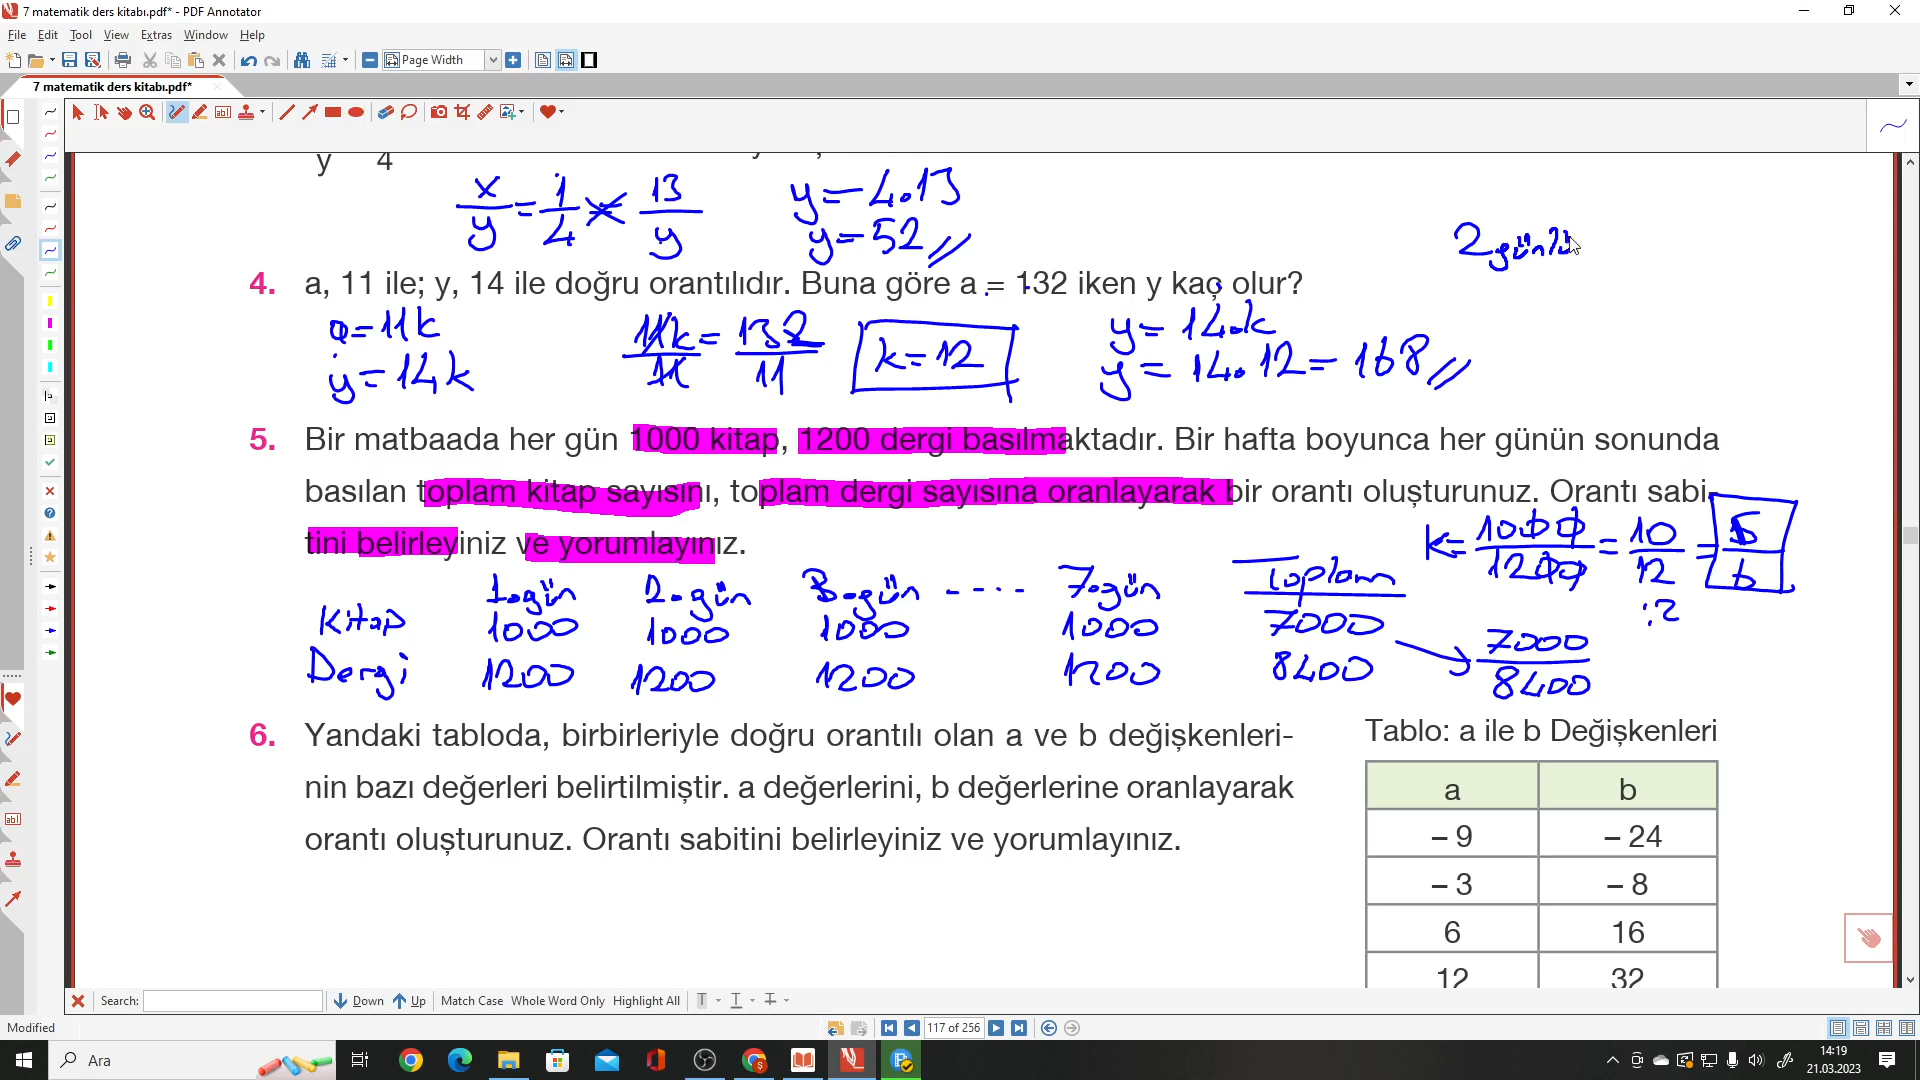 7 matematik ders kitabı.pdf* - PDF Annotator
File Edit Tool View Extras Window Help
Page Width
7 matematik ders kitabı.pdf*
y 4
x/y = 1/4 × 13/y
y = 4.13
y = 52 //
2 günlü
4. a, 11 ile; y, 14 ile doğru orantılıdır. Buna göre a = 132 iken y kaç olur?
a = 11k
y = 14k
11k/11 = 132/11
k = 12
y = 14.k
y = 14.12 = 168 //
5. Bir matbaada her gün 1000 kitap, 1200 dergi basılmaktadır. Bir hafta boyunca her günün sonunda
basılan toplam kitap sayısını, toplam dergi sayısına oranlayarak bir orantı oluşturunuz. Orantı sabi
tini belirleyiniz ve yorumlayınız.
k = 1000/1200 = 10/12 = 5/6
:2
1.gün 2.gün 3.gün - - - - 7.gün Toplam
Kitap 1000 1000 1000 1000 7000
Dergi 1200 1200 1200 1200 8400
7000/8400
6. Yandaki tabloda, birbirleriyle doğru orantılı olan a ve b değişkenleri-
nin bazı değerleri belirtilmiştir. a değerlerini, b değerlerine oranlayarak
orantı oluşturunuz. Orantı sabitini belirleyiniz ve yorumlayınız.
Tablo: a ile b Değişkenleri
a b
– 9 – 24
– 3 – 8
6 16
12 32
Search: Down Up Match Case Whole Word Only Highlight All
Modified
117 of 256
Ara
14:19
21.03.2023